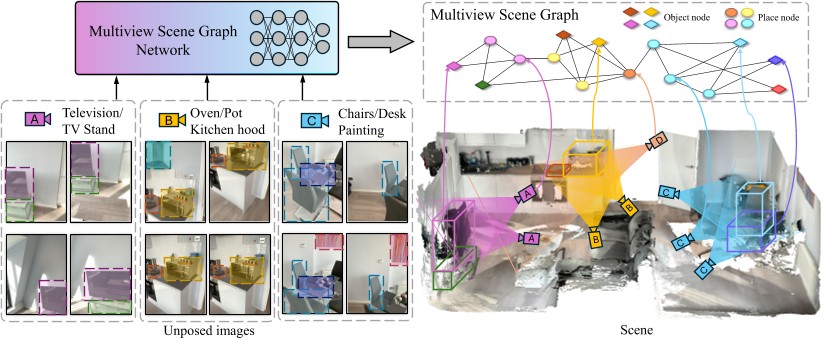 Multiview Scene Graph
Network
Multiview Scene Graph
Object node
Place node
A
Television/
TV Stand
B
Oven/Pot
Kitchen hood
C
Chairs/Desk
Painting
A
A
B
B
C
C
C
D
Unposed images
Scene